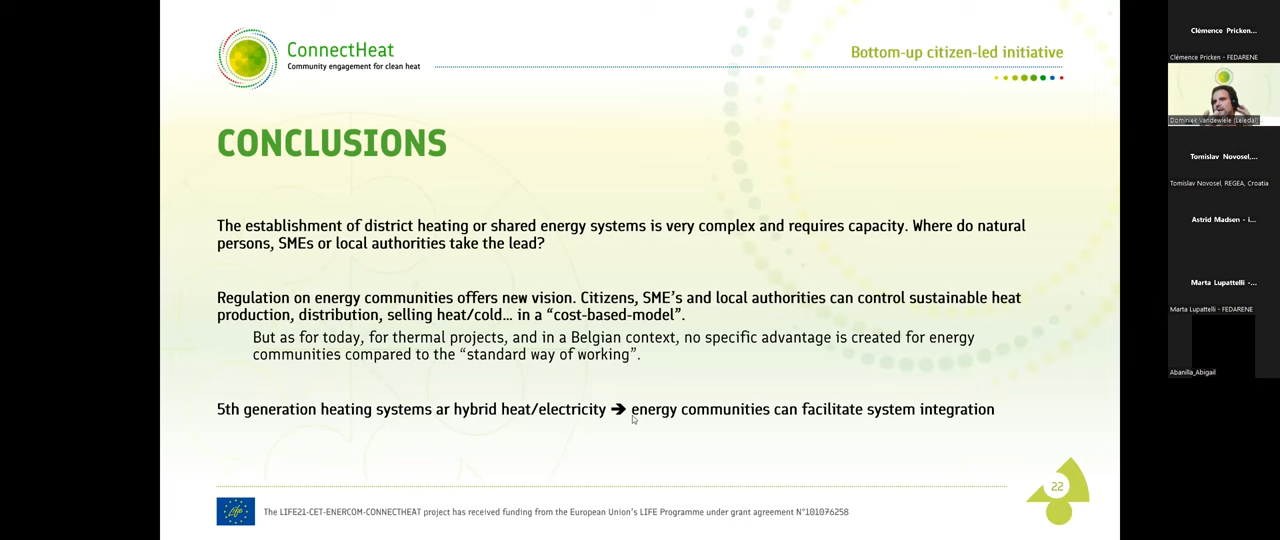 ConnectHeat
Community engagement for clean heat
Bottom-up citizen-led initiative
CONCLUSIONS
The establishment of district heating or shared energy systems is very complex and requires capacity. Where do natural
persons, SMEs or local authorities take the lead?
Regulation on energy communities offers new vision. Citizens, SME's and local authorities can control sustainable heat
production, distribution, selling heat/cold... in a “cost-based-model”.
But as for today, for thermal projects, and in a Belgian context, no specific advantage is created for energy
communities compared to the “standard way of working”.
5th generation heating systems ar hybrid heat/electricity ➔ energy communities can facilitate system integration
22
Life
The LIFE21-CET-ENERCOM-CONNECTHEAT project has received funding from the European Union's LIFE Programme under grant agreement N°101076258
Clémence Pricken...
Clémence Pricken - FEDARENE
Dominiek Vandewiele (Leiedal)
Tomislav Novosel,...
Tomislav Novosel, REGEA, Croatia
Astrid Madsen - i...
Marta Lupattelli -...
Marta Lupattelli - FEDARENE
Abanilla_Abigail